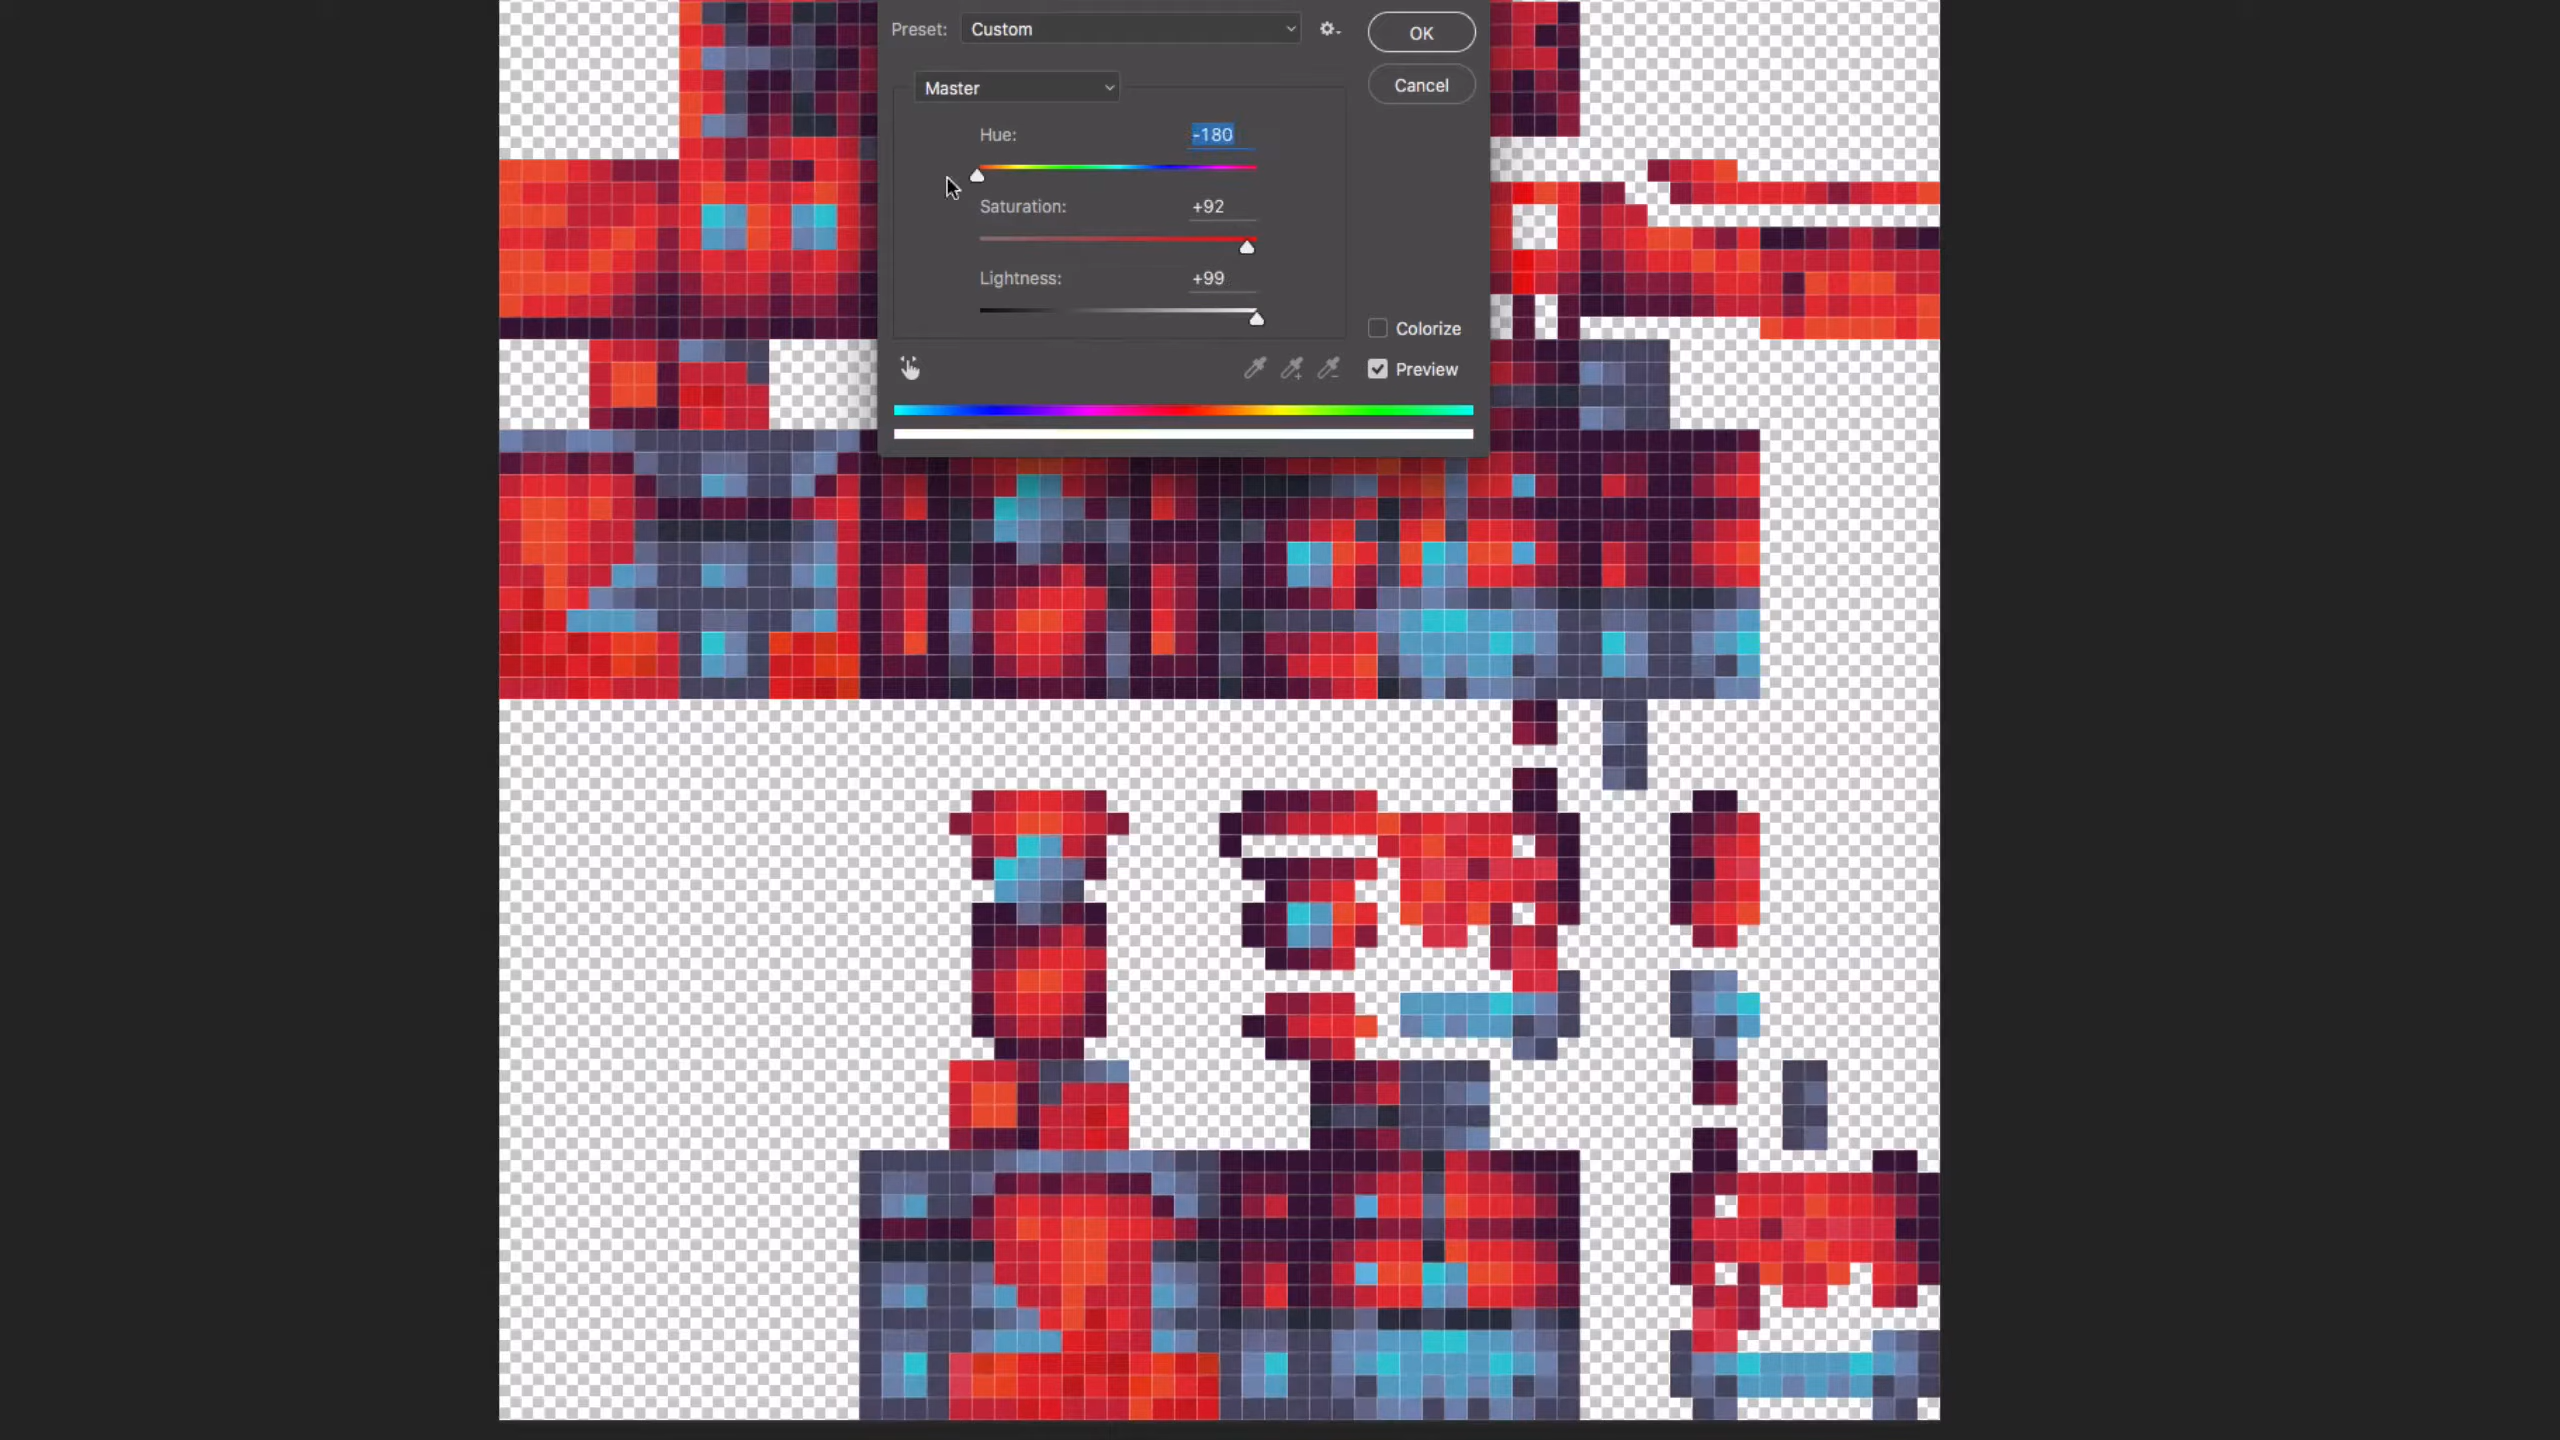 Preset: Custom
OK
Master
Cancel
Hue: -180
Saturation: +92
Lightness: +99
Colorize
Preview